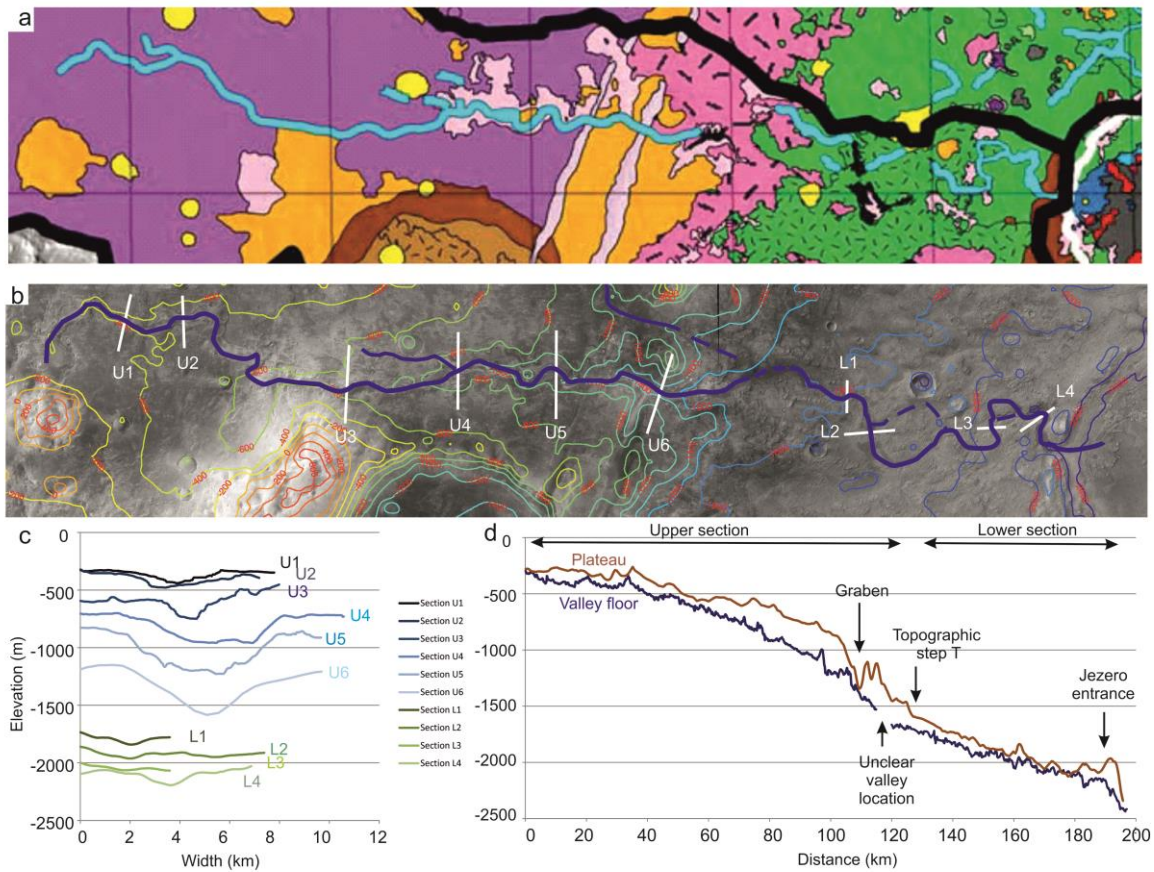 a
b
U1
U2
U3
U4
U5
U6
L1
L2
L3
L4
c
0
-500
-1000
-1500
-2000
-2500
Elevation (m)
0
2
4
6
8
10
12
Width (km)
U1
U2
U3
U4
U5
U6
L1
L2
L3
L4
Section U1
Section U2
Section U3
Section U4
Section U5
Section U6
Section L1
Section L2
Section L3
Section L4
d
Upper section
Lower section
Plateau
Valley floor
Graben
Topographic
step T
Jezero
entrance
Unclear
valley
location
0
-500
-1000
-1500
-2000
-2500
0
20
40
60
80
100
120
140
160
180
200
Distance (km)